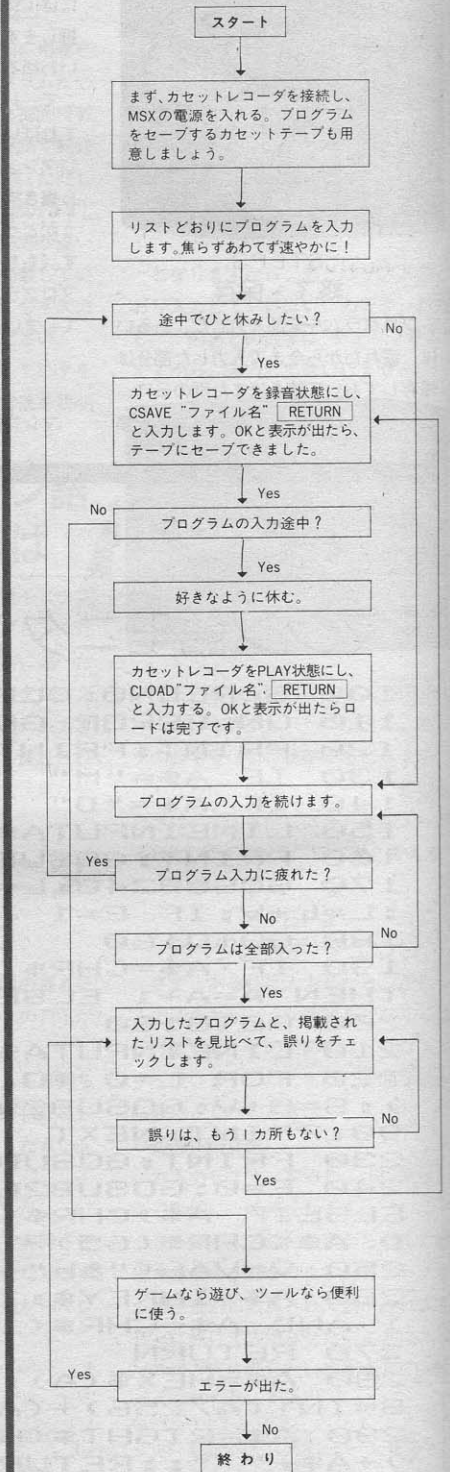 スタート
まず、カセットレコーダを接続し、
MSXの電源を入れる。プログラム
をセーブするカセットテープも用
意しましょう。
リストどおりにプログラムを入力
します。焦らずあわてず速やかに！
途中でひと休みしたい？
No
Yes
カセットレコーダを録音状態にし、
CSAVE "ファイル名" RETURN
と入力します。OKと表示が出たら、
テープにセーブできました。
No
Yes
プログラムの入力途中？
Yes
好きなように休む。
カセットレコーダをPLAY状態にし、
CLOAD"ファイル名" RETURN
と入力する。OKと表示が出たらロ
ードは完了です。
プログラムの入力を続けます。
Yes
プログラム入力に疲れた？
No
No
プログラムは全部入った？
Yes
入力したプログラムと、掲載され
たリストを見比べて、誤りをチェ
ックします。
No
誤りは、もう1カ所もない？
Yes
ゲームなら遊び、ツールなら便利
に使う。
Yes
エラーが出た。
No
終わり